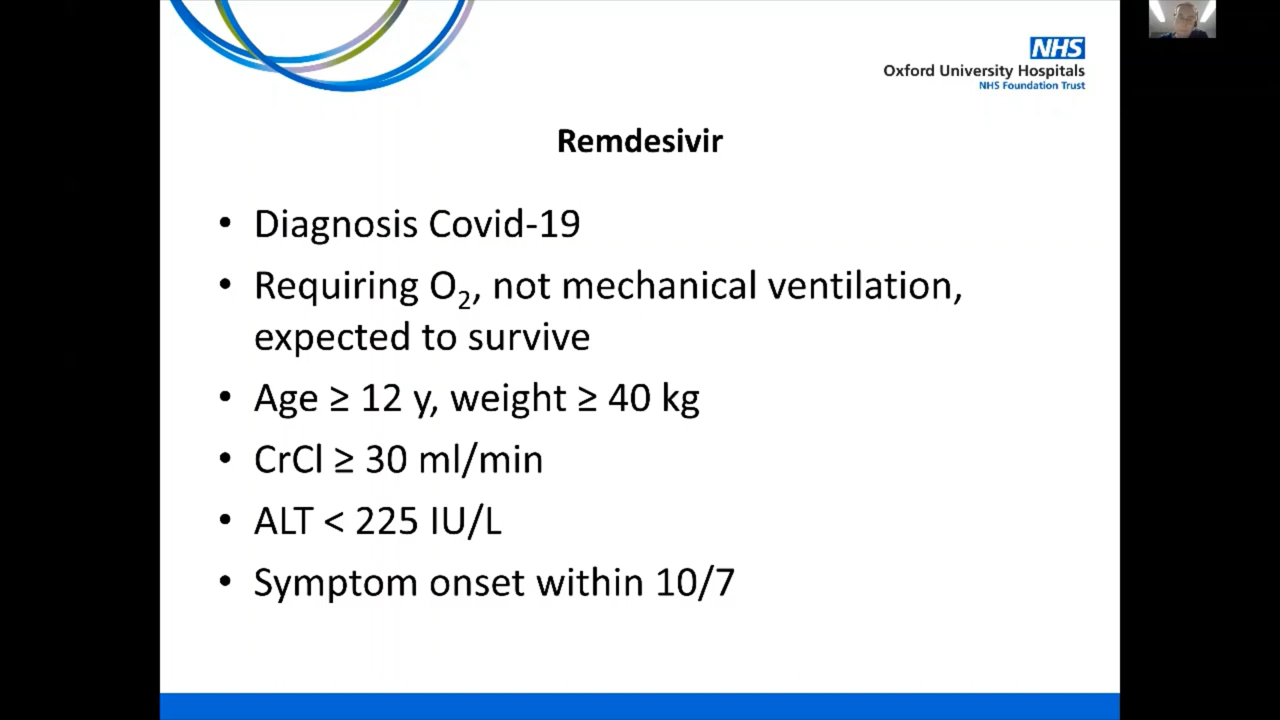 NHS
Oxford University Hospitals
NHS Foundation Trust
Remdesivir
• Diagnosis Covid-19
• Requiring O₂, not mechanical ventilation,
expected to survive
• Age ≥ 12 y, weight ≥ 40 kg
• CrCl ≥ 30 ml/min
• ALT < 225 IU/L
• Symptom onset within 10/7